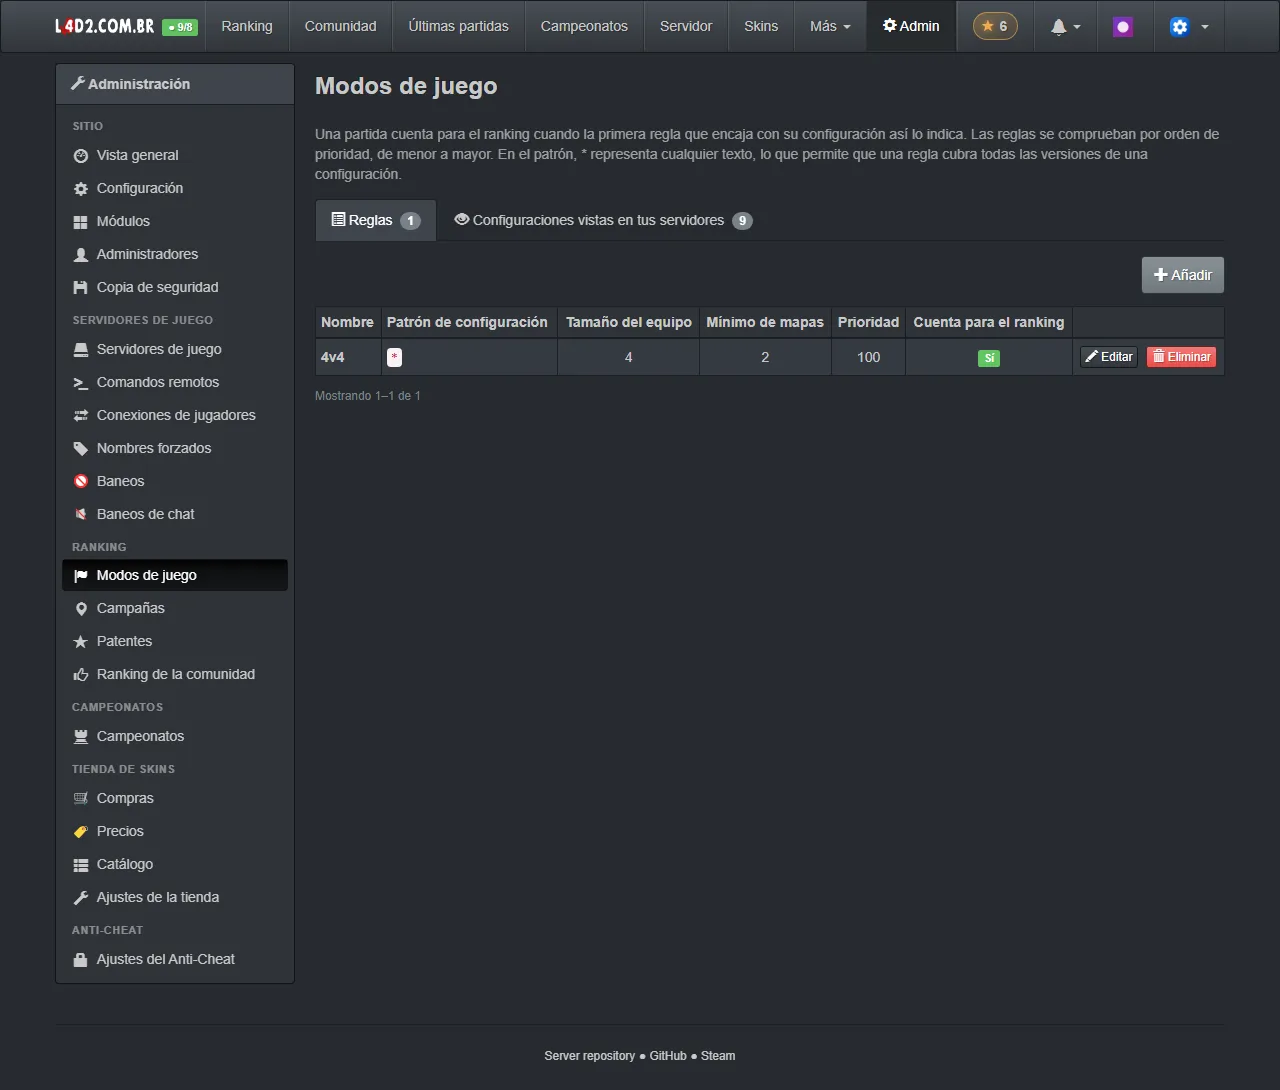 L4D2.COM.BR ● 9/8 Ranking Comunidad Últimas partidas Campeonatos Servidor Skins Más Admin ★ 6
Administración
SITIO
Vista general
Configuración
Módulos
Administradores
Copia de seguridad
SERVIDORES DE JUEGO
Servidores de juego
Comandos remotos
Conexiones de jugadores
Nombres forzados
Baneos
Baneos de chat
RANKING
Modos de juego
Campañas
Patentes
Ranking de la comunidad
CAMPEONATOS
Campeonatos
TIENDA DE SKINS
Compras
Precios
Catálogo
Ajustes de la tienda
ANTI-CHEAT
Ajustes del Anti-Cheat
Modos de juego
Una partida cuenta para el ranking cuando la primera regla que encaja con su configuración así lo indica. Las reglas se comprueban por orden de
prioridad, de menor a mayor. En el patrón, * representa cualquier texto, lo que permite que una regla cubra todas las versiones de una
configuración.
Reglas 1 Configuraciones vistas en tus servidores 9
Añadir
Nombre Patrón de configuración Tamaño del equipo Mínimo de mapas Prioridad Cuenta para el ranking
4v4 * 4 2 100 Sí Editar Eliminar
Mostrando 1–1 de 1
Server repository ● GitHub ● Steam